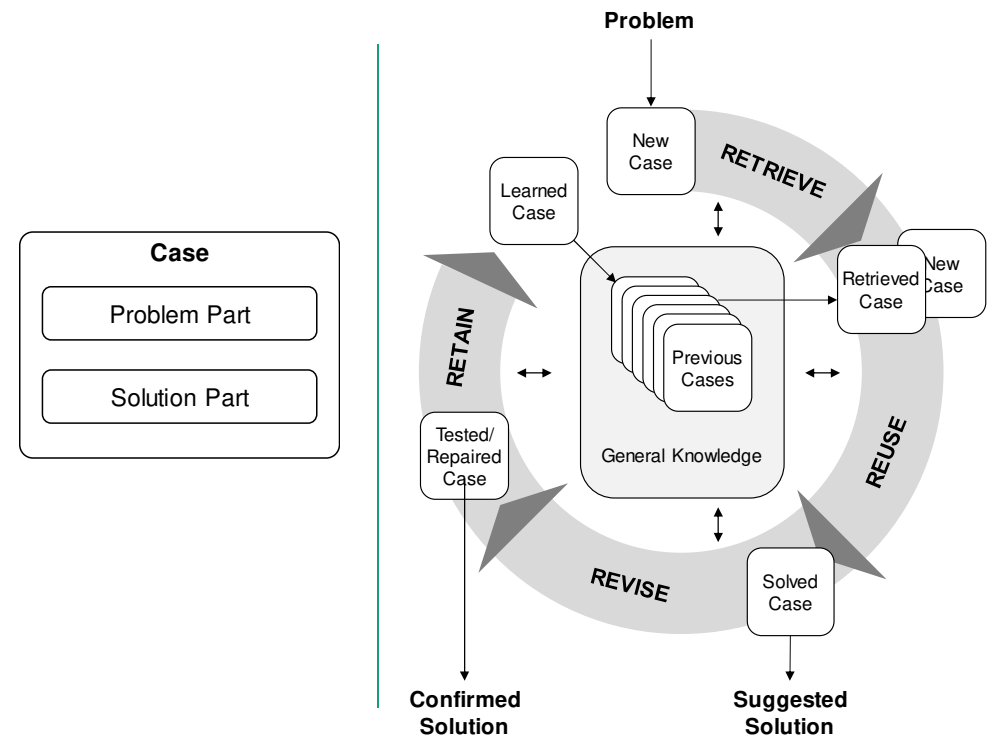 Case
Problem Part
Solution Part
Problem
New
Case
RETRIEVE
Learned
Case
Retrieved
Case
New
Case
RETAIN
Previous
Cases
General Knowledge
REUSE
Tested/
Repaired
Case
REVISE
Solved
Case
Confirmed
Solution
Suggested
Solution